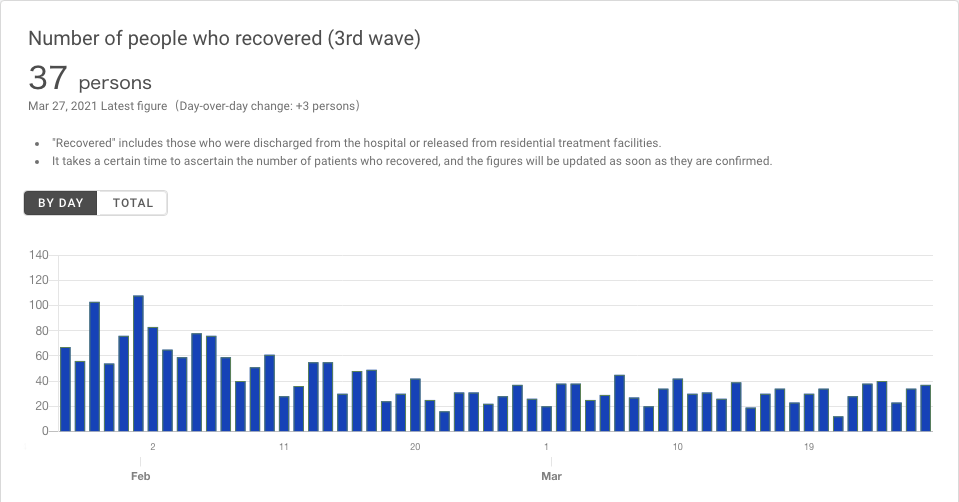 Number of people who recovered (3rd wave)
37 persons
Mar 27, 2021 Latest figure (Day-over-day change: +3 persons)
• "Recovered" includes those who were discharged from the hospital or released from residential treatment facilities.
• It takes a certain time to ascertain the number of patients who recovered, and the figures will be updated as soon as they are confirmed.
BY DAY TOTAL
140
120
100
80
60
40
20
0
2 11 20 1 10 19
Feb Mar